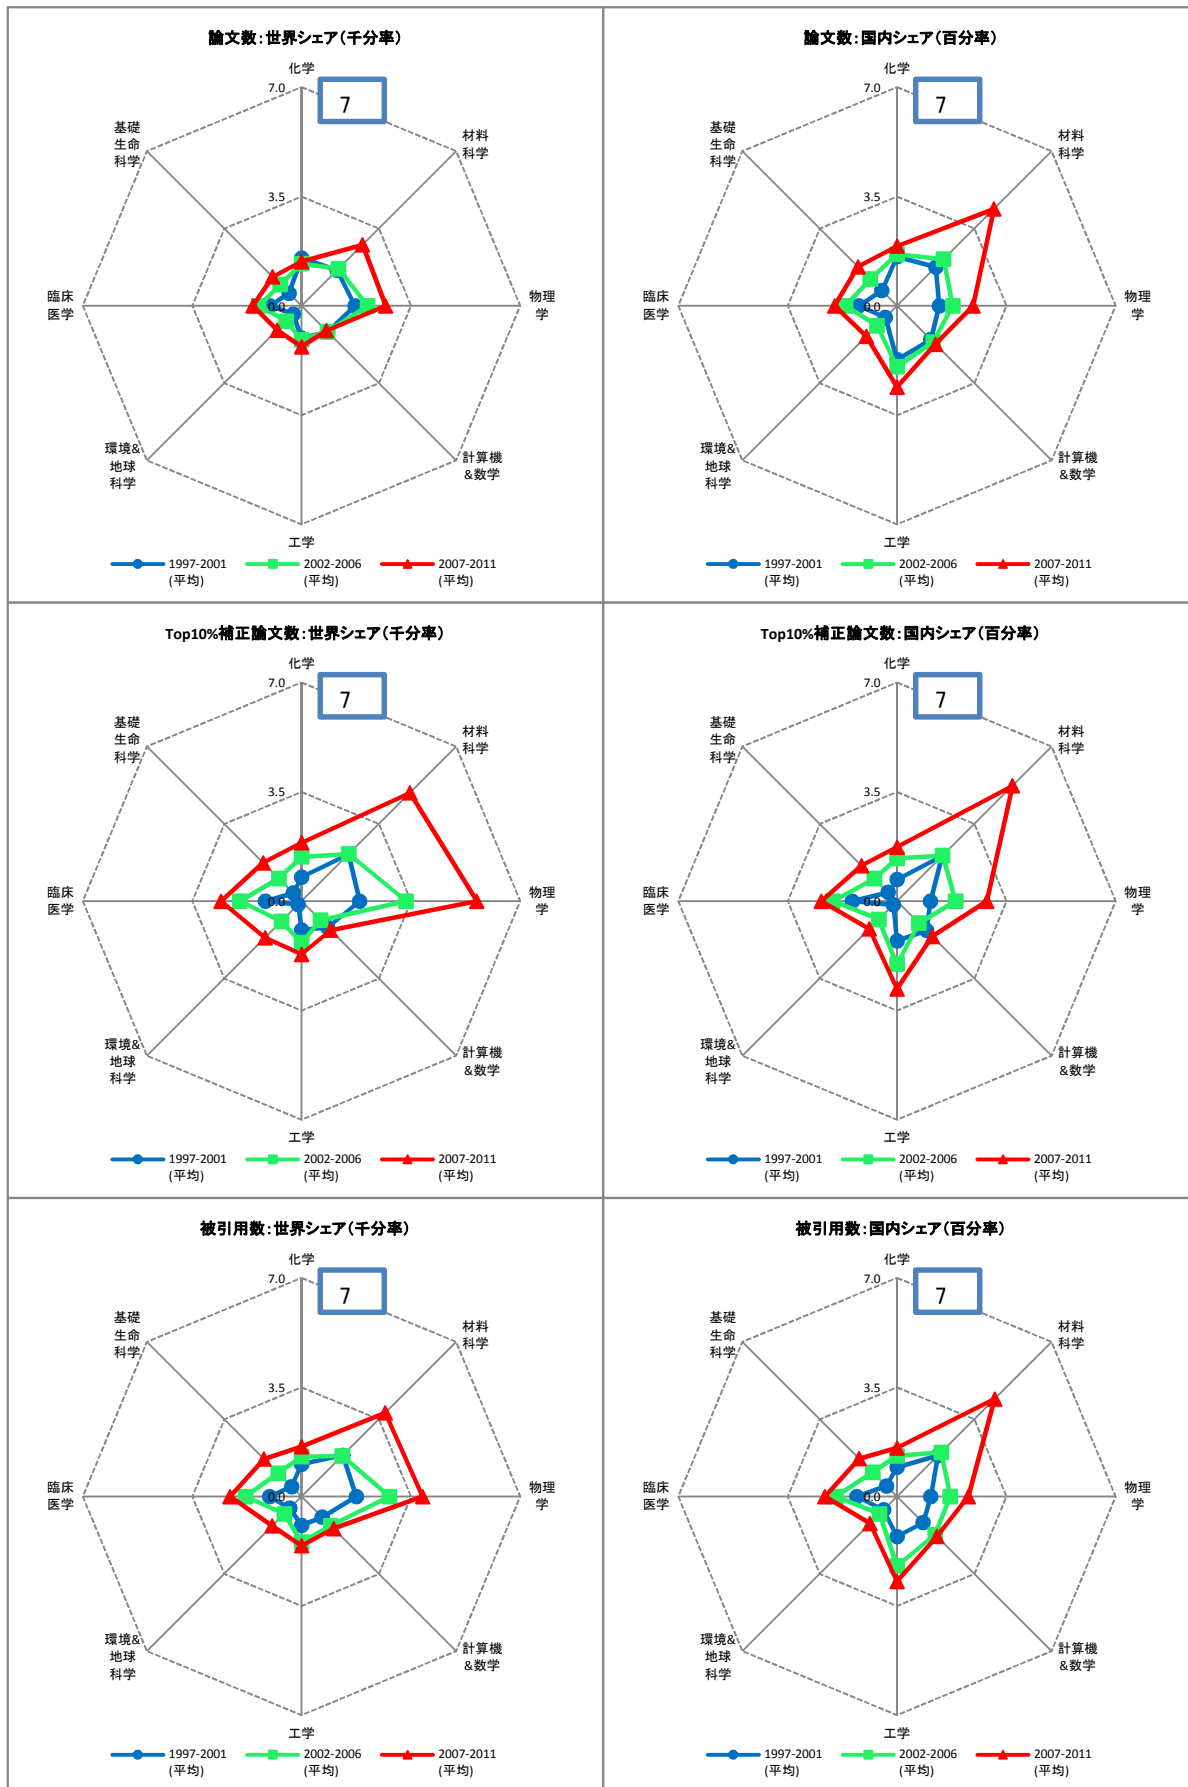 論文数：世界シェア（千分率）
化学
7.0
7
材料
科学
基礎
生命
科学
3.5
臨床
医学
0.0
物理
学
環境&
地球
科学
計算機
&数学
工学
1997-2001
(平均)
2002-2006
(平均)
2007-2011
(平均)
論文数：国内シェア（百分率）
化学
7.0
7
材料
科学
基礎
生命
科学
3.5
臨床
医学
0.0
物理
学
環境&
地球
科学
計算機
&数学
工学
1997-2001
(平均)
2002-2006
(平均)
2007-2011
(平均)
Top10%補正論文数：世界シェア（千分率）
化学
7.0
7
材料
科学
基礎
生命
科学
3.5
臨床
医学
0.0
物理
学
環境&
地球
科学
計算機
&数学
工学
1997-2001
(平均)
2002-2006
(平均)
2007-2011
(平均)
Top10%補正論文数：国内シェア（百分率）
化学
7.0
7
材料
科学
基礎
生命
科学
3.5
臨床
医学
0.0
物理
学
環境&
地球
科学
計算機
&数学
工学
1997-2001
(平均)
2002-2006
(平均)
2007-2011
(平均)
被引用数：世界シェア（千分率）
化学
7.0
7
材料
科学
基礎
生命
科学
3.5
臨床
医学
0.0
物理
学
環境&
地球
科学
計算機
&数学
工学
1997-2001
(平均)
2002-2006
(平均)
2007-2011
(平均)
被引用数：国内シェア（百分率）
化学
7.0
7
材料
科学
基礎
生命
科学
3.5
臨床
医学
0.0
物理
学
環境&
地球
科学
計算機
&数学
工学
1997-2001
(平均)
2002-2006
(平均)
2007-2011
(平均)